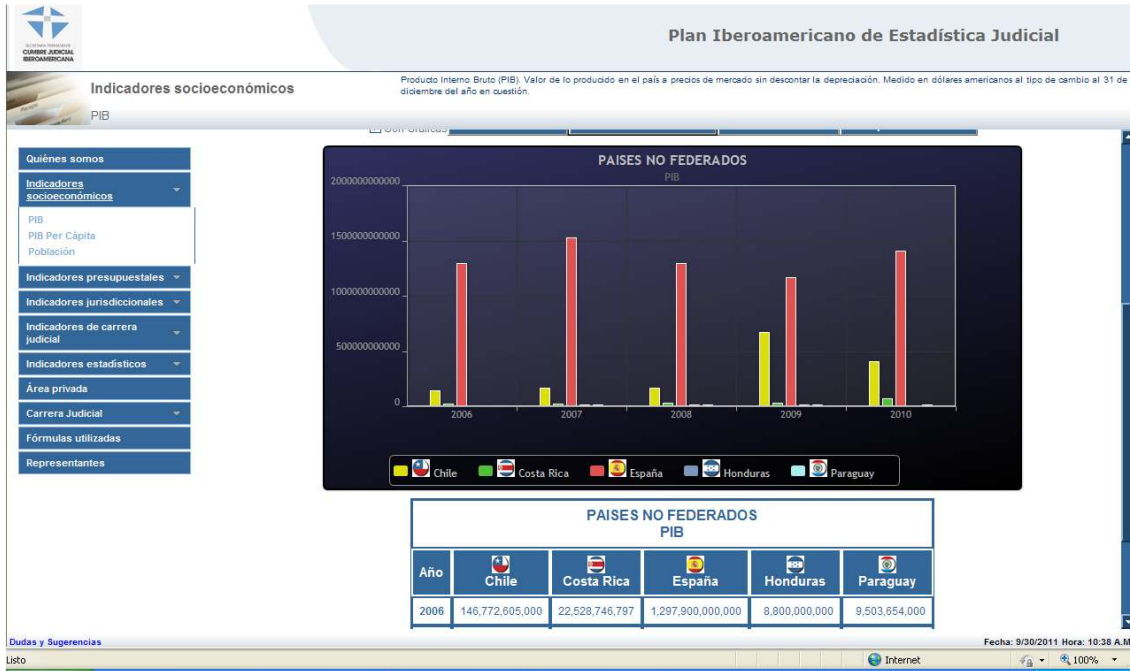 SECRETARÍA PERMANENTE
CUMBRE JUDICIAL
IBEROAMERICANA
Plan Iberoamericano de Estadística Judicial
Indicadores socioeconómicos
PIB
Producto Interno Bruto (PIB). Valor de lo producido en el país a precios de mercado sin descontar la depreciación. Medido en dólares americanos al tipo de cambio al 31 de
diciembre del año en cuestión.
Con Gráficas
Quiénes somos
Indicadores
socioeconómicos
PIB
PIB Per Cápita
Población
Indicadores presupuestales
Indicadores jurisdiccionales
Indicadores de carrera
judicial
Indicadores estadísticos
Área privada
Carrera Judicial
Fórmulas utilizadas
Representantes
PAISES NO FEDERADOS
PIB
2000000000000
1500000000000
1000000000000
500000000000
0
2006 2007 2008 2009 2010
Chile Costa Rica España Honduras Paraguay
PAISES NO FEDERADOS
PIB
Año Chile Costa Rica España Honduras Paraguay
2006 146,772,605,000 22,528,746,797 1,297,900,000,000 8,800,000,000 9,503,654,000
Dudas y Sugerencias
Fecha: 9/30/2011 Hora: 10:38 A.M
Listo
Internet
100%